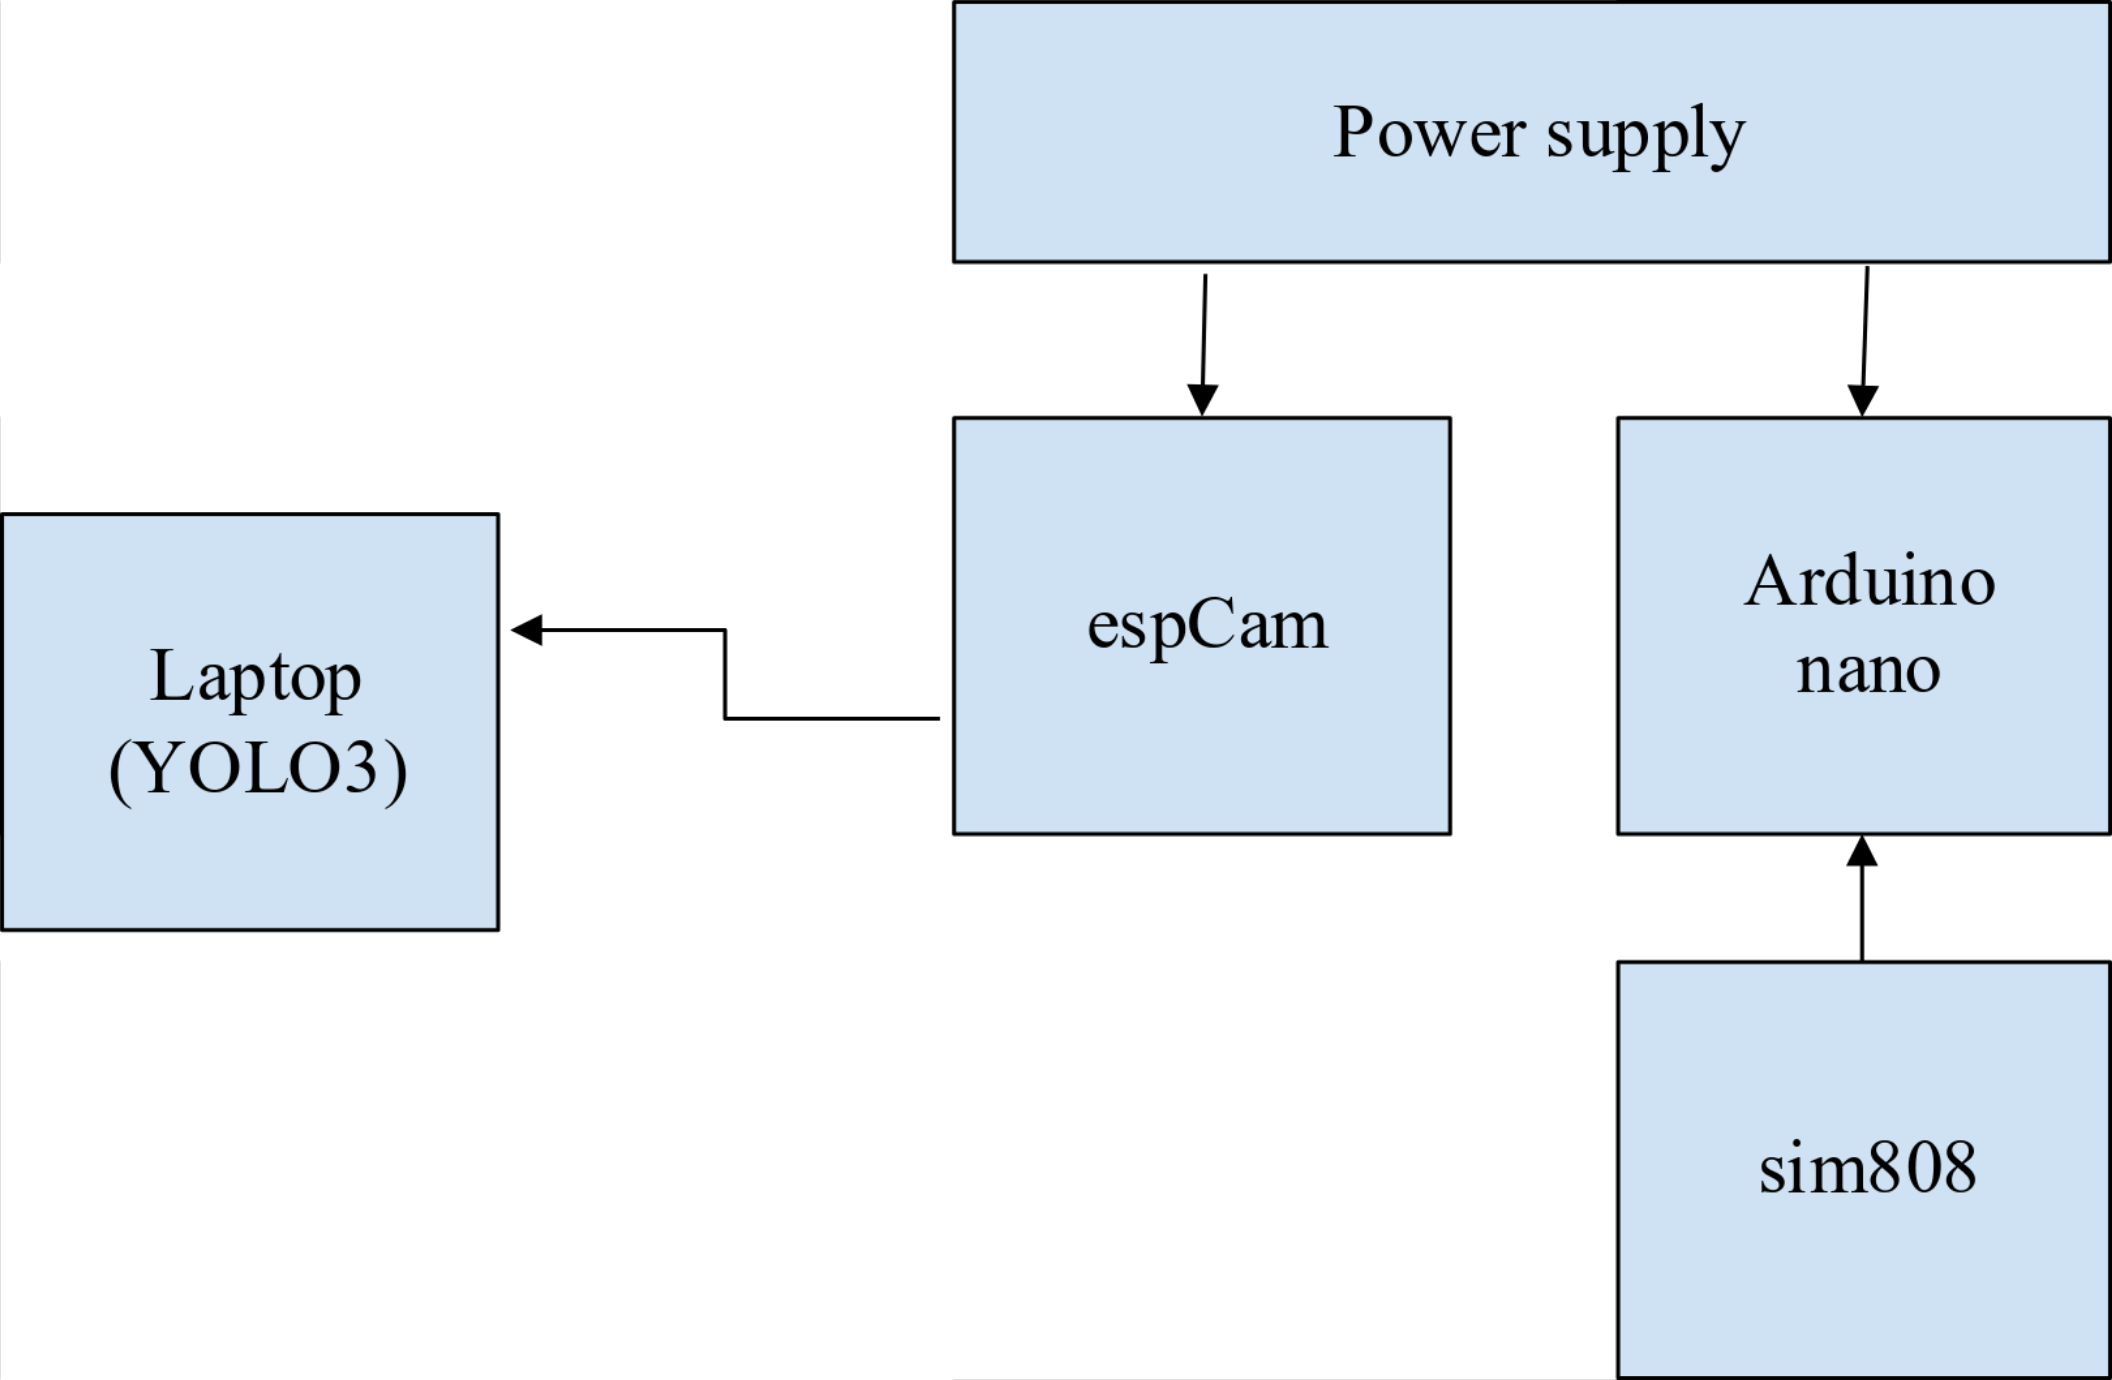 Power supply
espCam
Arduino
nano
Laptop
(YOLO3)
sim808